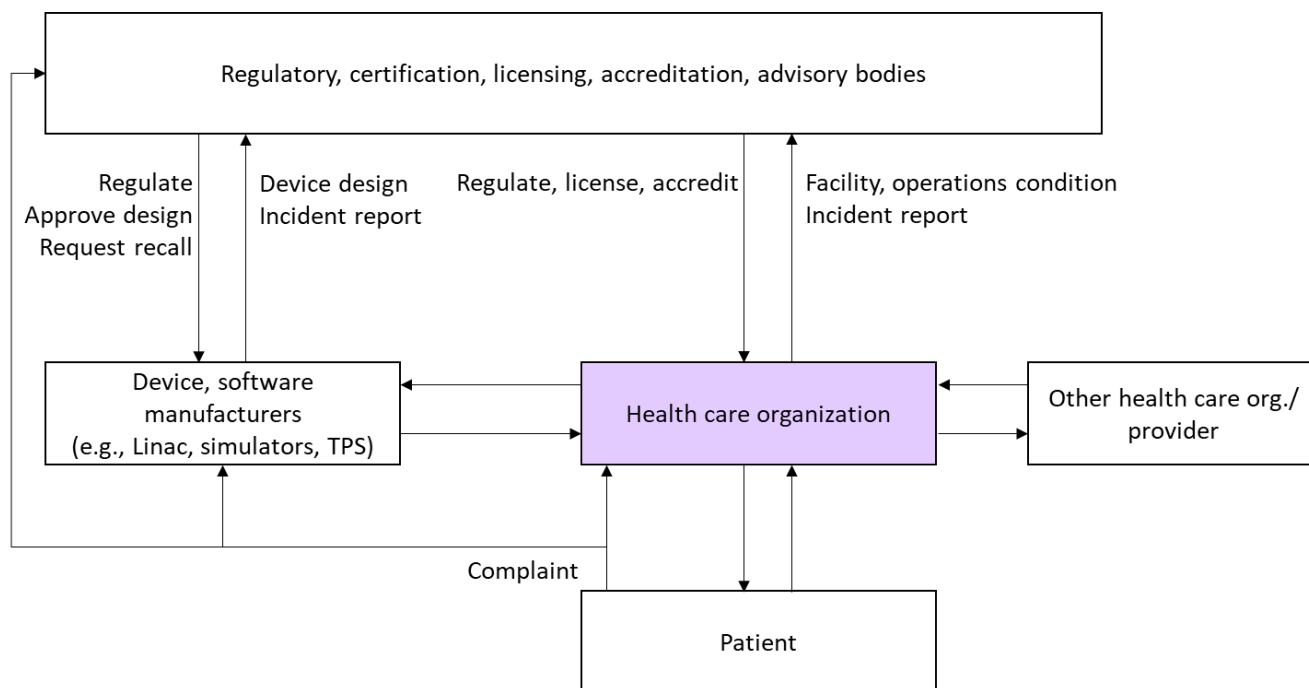 Regulatory, certification, licensing, accreditation, advisory bodies
Regulate
Approve design
Request recall
Device design
Incident report
Regulate, license, accredit
Facility, operations condition
Incident report
Device, software
manufacturers
(e.g., Linac, simulators, TPS)
Health care organization
Other health care org./
provider
Complaint
Patient